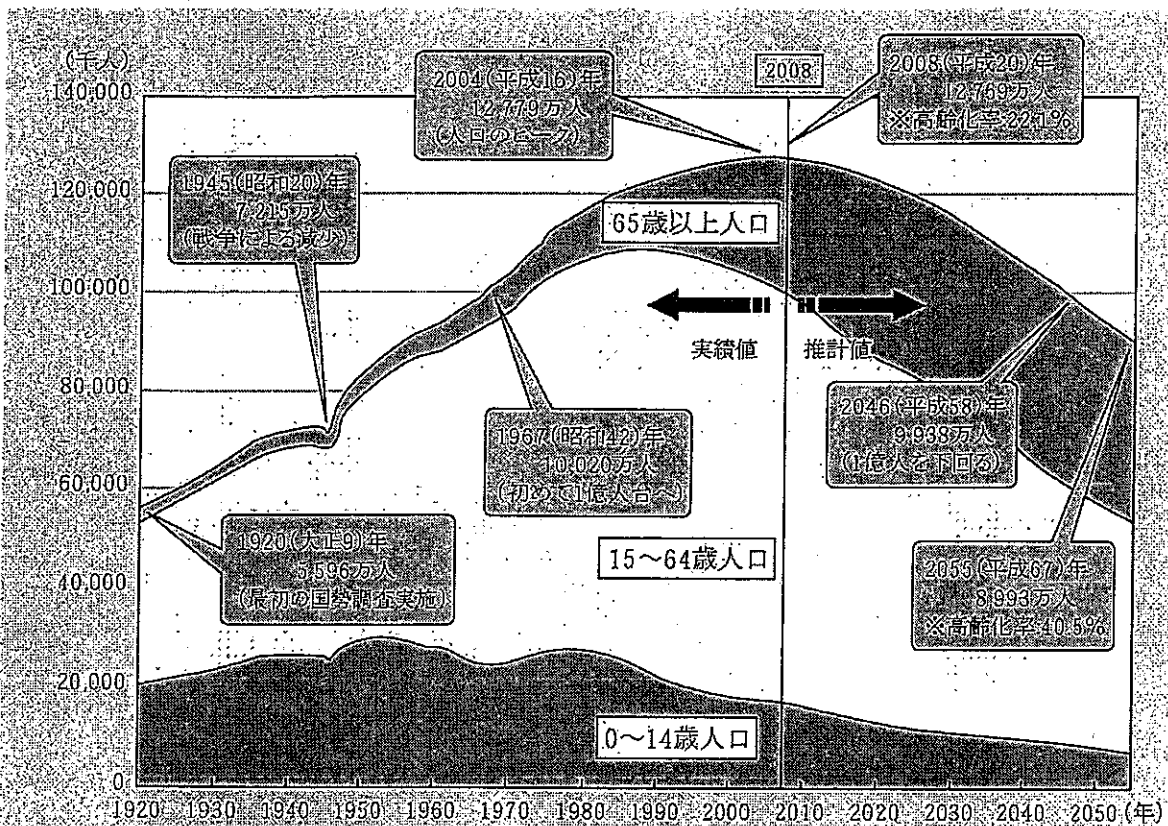 (千人)
140,000
120,000
100,000
80,000
60,000
40,000
20,000
0
2004(平成16)年
12,779万人
(人口のピーク)
2008
2008(平成20)年
12,769万人
※高齢化率22.1%
1945(昭和20)年
7,215万人
(戦争による減少)
65歳以上人口
実績値
推計値
1967(昭和42)年
10,020万人
(初めて1億人台へ)
2046(平成58)年
9,938万人
(1億人を下回る)
1920(大正9)年
5,596万人
(最初の国勢調査実施)
15～64歳人口
2055(平成67)年
8,993万人
※高齢化率40.5%
0～14歳人口
1920 1930 1940 1950 1960 1970 1980 1990 2000 2010 2020 2030 2040 2050 (年)